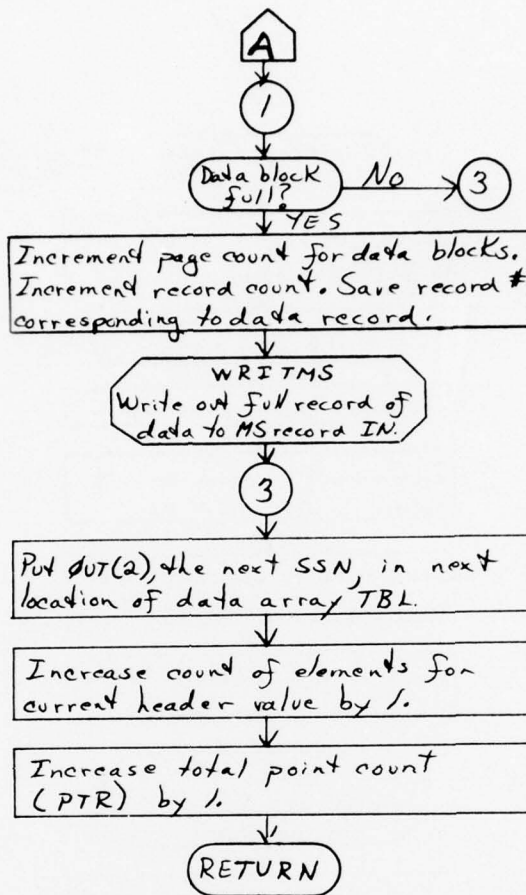 A
1
Data block
full?
No
3
YES
Increment page count for data blocks.
Increment record count. Save record #
corresponding to data record.
WRITMS
Write out full record of
data to MS record IN.
3
Put ØUT(2), the next SSN, in next
location of data array TBL.
Increase count of elements for
current header value by 1.
Increase total point count
(PTR) by 1.
RETURN